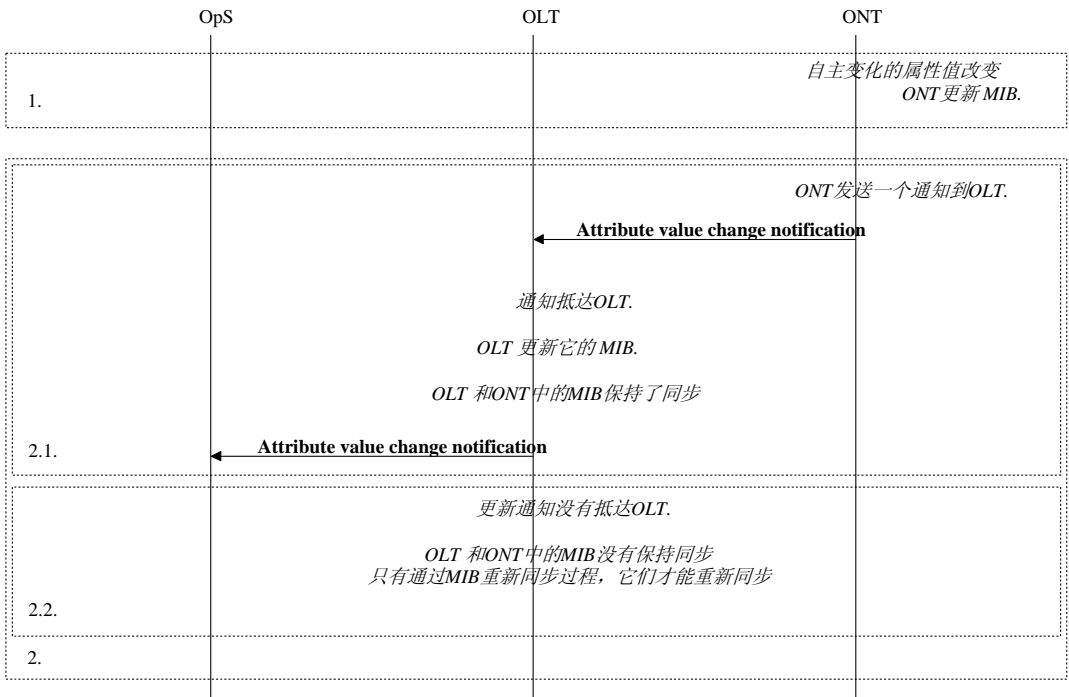 OpS OLT ONT
自主变化的属性值改变
ONT更新 MIB.
1.
ONT发送一个通知到OLT.
Attribute value change notification
通知抵达OLT.
OLT 更新它的 MIB.
OLT 和ONT中的MIB保持了同步
Attribute value change notification
2.1.
更新通知没有抵达OLT.
OLT 和ONT中的MIB没有保持同步
只有通过MIB重新同步过程，它们才能重新同步
2.2.
2.